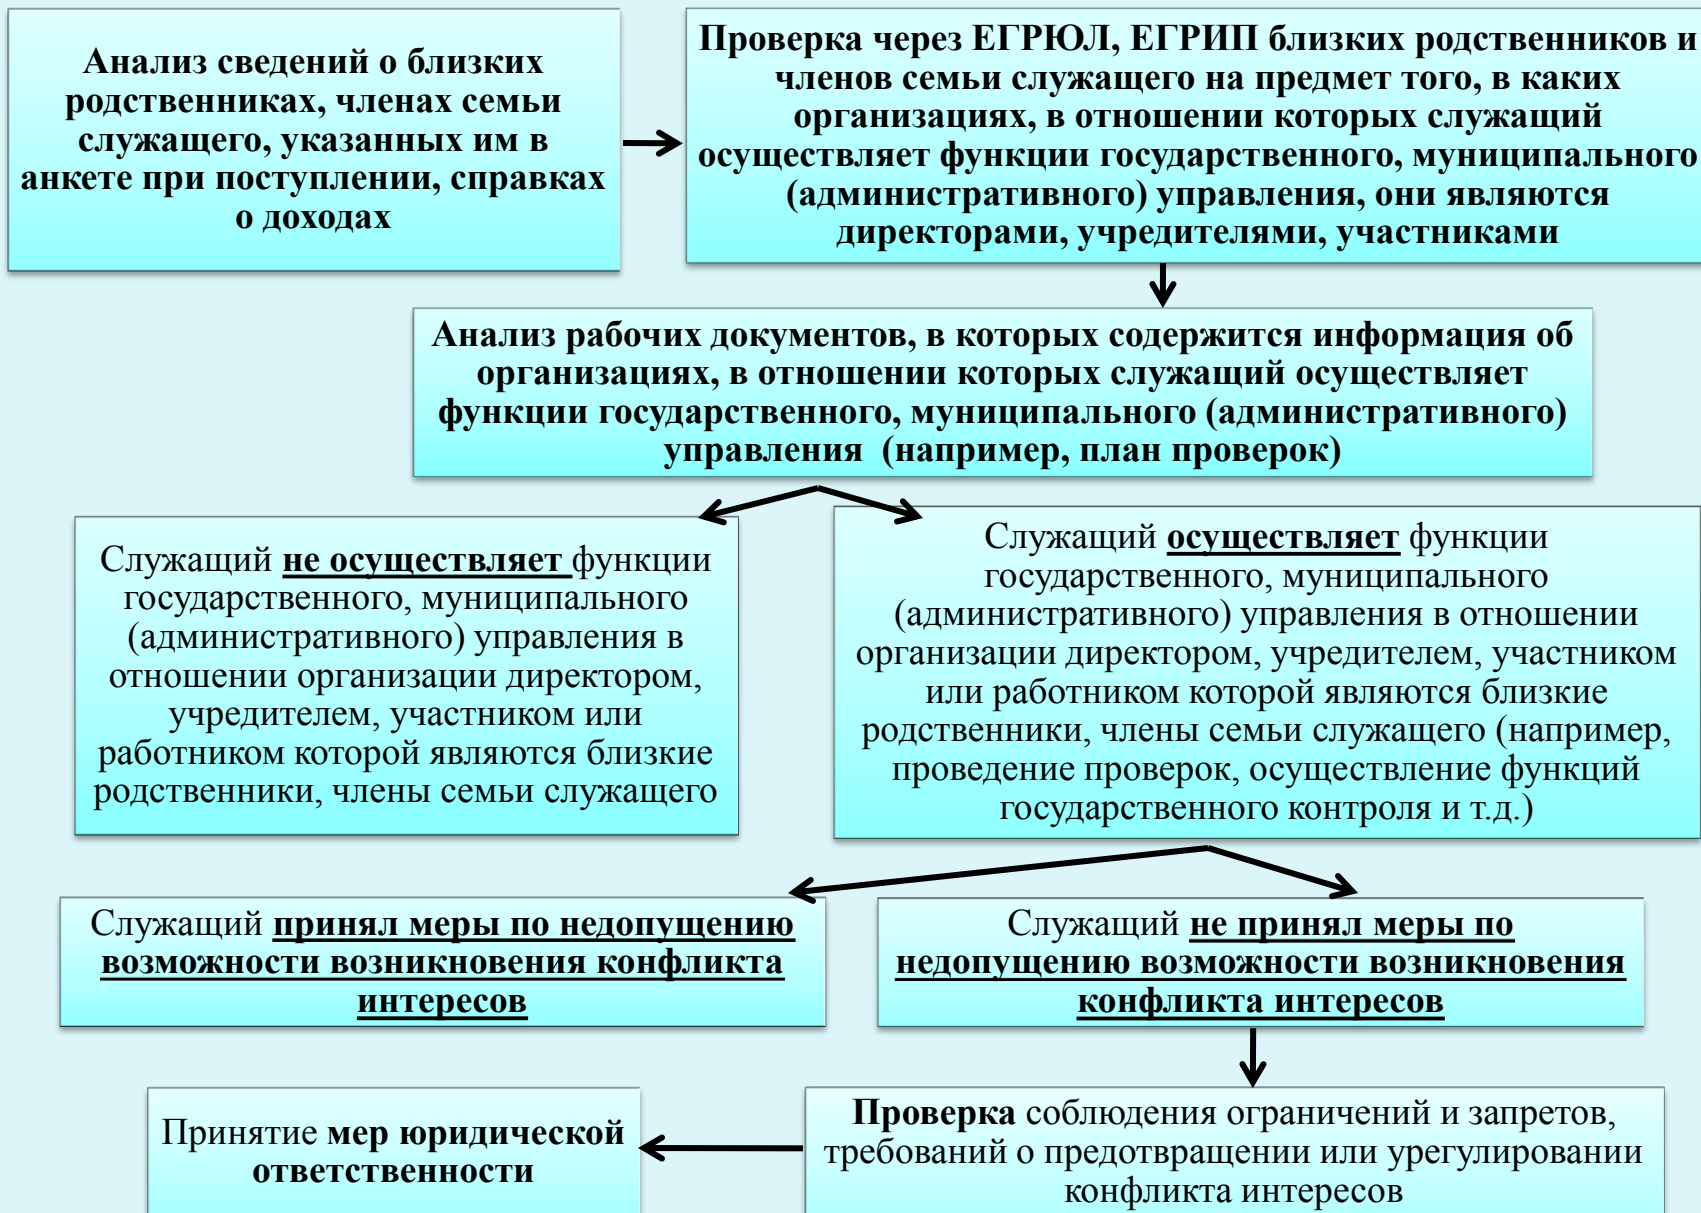 Анализ сведений о близких
родственниках, членах семьи
служащего, указанных им в
анкете при поступлении, справках
о доходах
Проверка через ЕГРЮЛ, ЕГРИП близких родственников и
членов семьи служащего на предмет того, в каких
организациях, в отношении которых служащий
осуществляет функции государственного, муниципального
(административного) управления, они являются
директорами, учредителями, участниками
Анализ рабочих документов, в которых содержится информация об
организациях, в отношении которых служащий осуществляет
функции государственного, муниципального (административного)
управления (например, план проверок)
Служащий не осуществляет функции
государственного, муниципального
(административного) управления в
отношении организации директором,
учредителем, участником или
работником которой являются близкие
родственники, члены семьи служащего
Служащий осуществляет функции
государственного, муниципального
(административного) управления в отношении
организации директором, учредителем, участником
или работником которой являются близкие
родственники, члены семьи служащего (например,
проведение проверок, осуществление функций
государственного контроля и т.д.)
Служащий принял меры по недопущению
возможности возникновения конфликта
интересов
Служащий не принял меры по
недопущению возможности возникновения
конфликта интересов
Принятие мер юридической
ответственности
Проверка соблюдения ограничений и запретов,
требований о предотвращении или урегулировании
конфликта интересов